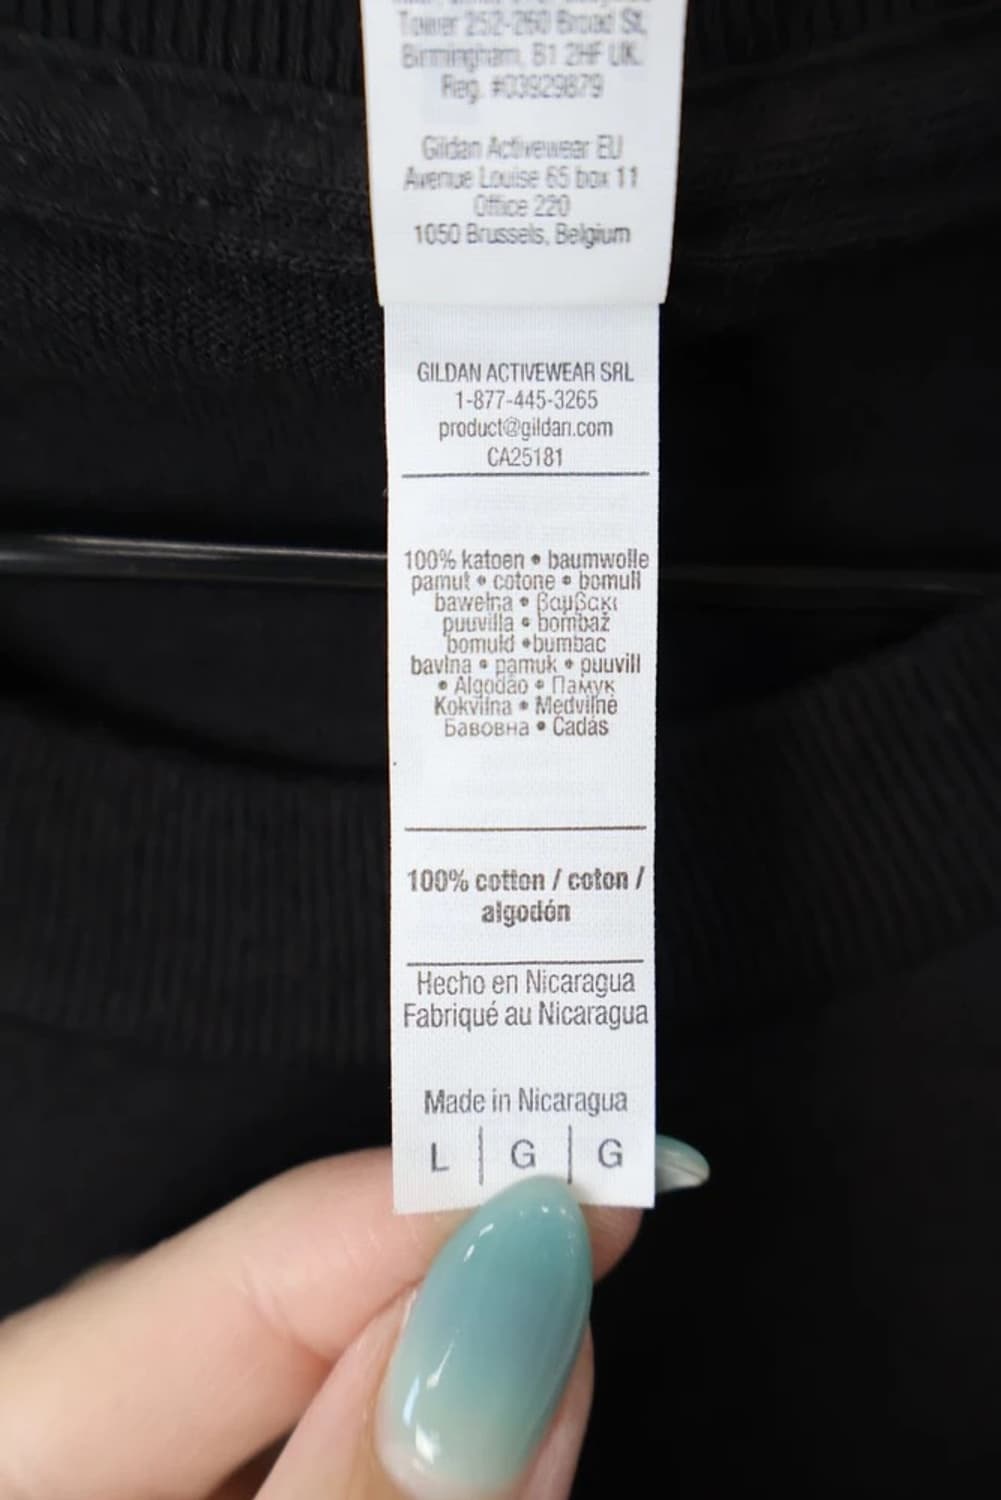 Tower 252-260 Broad St,
Birmingham, B1 2HF UK.
Reg. #03929879
Gildan Activewear EU
Avenue Louise 65 box 11
Office 220
1050 Brussels, Belgium
GILDAN ACTIVEWEAR SRL
1-877-445-3265
product@gildan.com
CA25181
100% katoen • baumwolle
pamut • cotone • bomull
bawełna • βαμβακι
puuvilla • bombaž
bomuld •bumbac
bavlna • pamuk • puuvill
• Algodão • Памук
Kokvilna • Medvilnė
Бавовна • Cadás
100% cotton / coton /
algodón
Hecho en Nicaragua
Fabriqué au Nicaragua
Made in Nicaragua
L | G | G